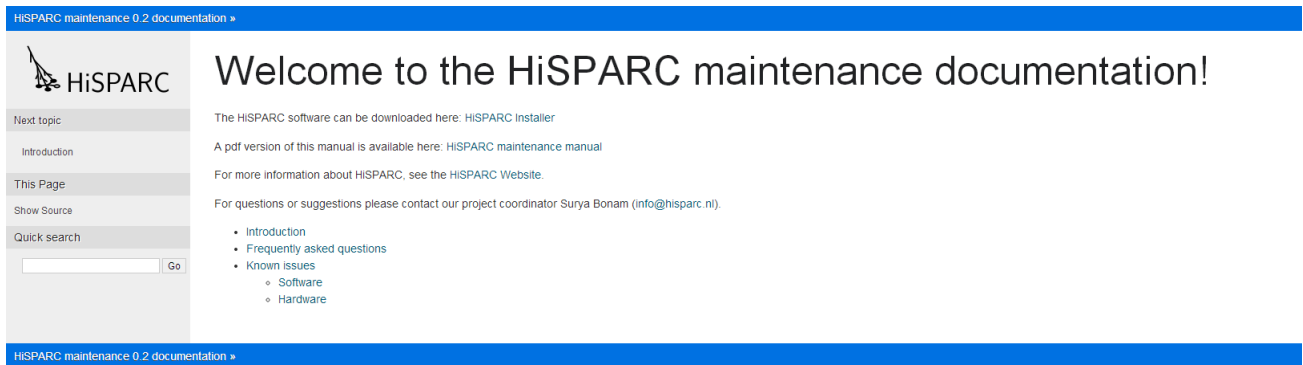 HiSPARC maintenance 0.2 documentation »
HiSPARC
Next topic
Introduction
This Page
Show Source
Quick search
Go
Welcome to the HiSPARC maintenance documentation!
The HiSPARC software can be downloaded here: HiSPARC Installer
A pdf version of this manual is available here: HiSPARC maintenance manual
For more information about HiSPARC, see the HiSPARC Website.
For questions or suggestions please contact our project coordinator Surya Bonam (info@hisparc.nl).
• Introduction
• Frequently asked questions
• Known issues
◦ Software
◦ Hardware
HiSPARC maintenance 0.2 documentation »